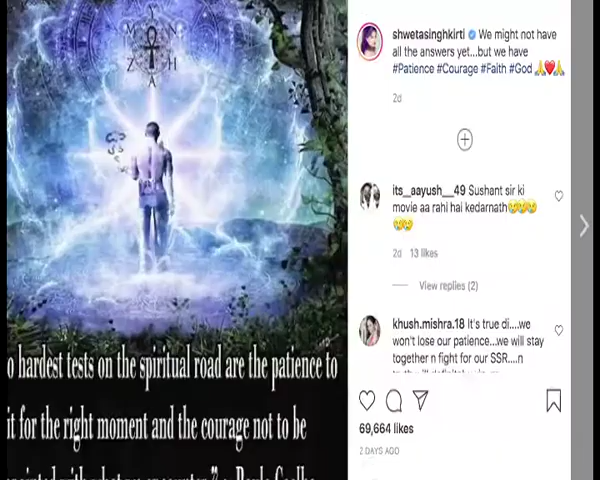 o hardest tests on the spiritual road are the patience to
it for the right moment and the courage not to be
shwetasinghkirti We might not have
all the answers yet...but we have
#Patience #Courage #Faith #God 🙏❤️🙏
2d
its__aayush__49 Sushant sir ki
movie aa rahi hai kedarnath😢😢😢
😢😢
2d 13 likes
View replies (2)
khush.mishra.18 It's true di....we
won't lose our patience...we will stay
together n fight for our SSR....n
69,664 likes
2 DAYS AGO